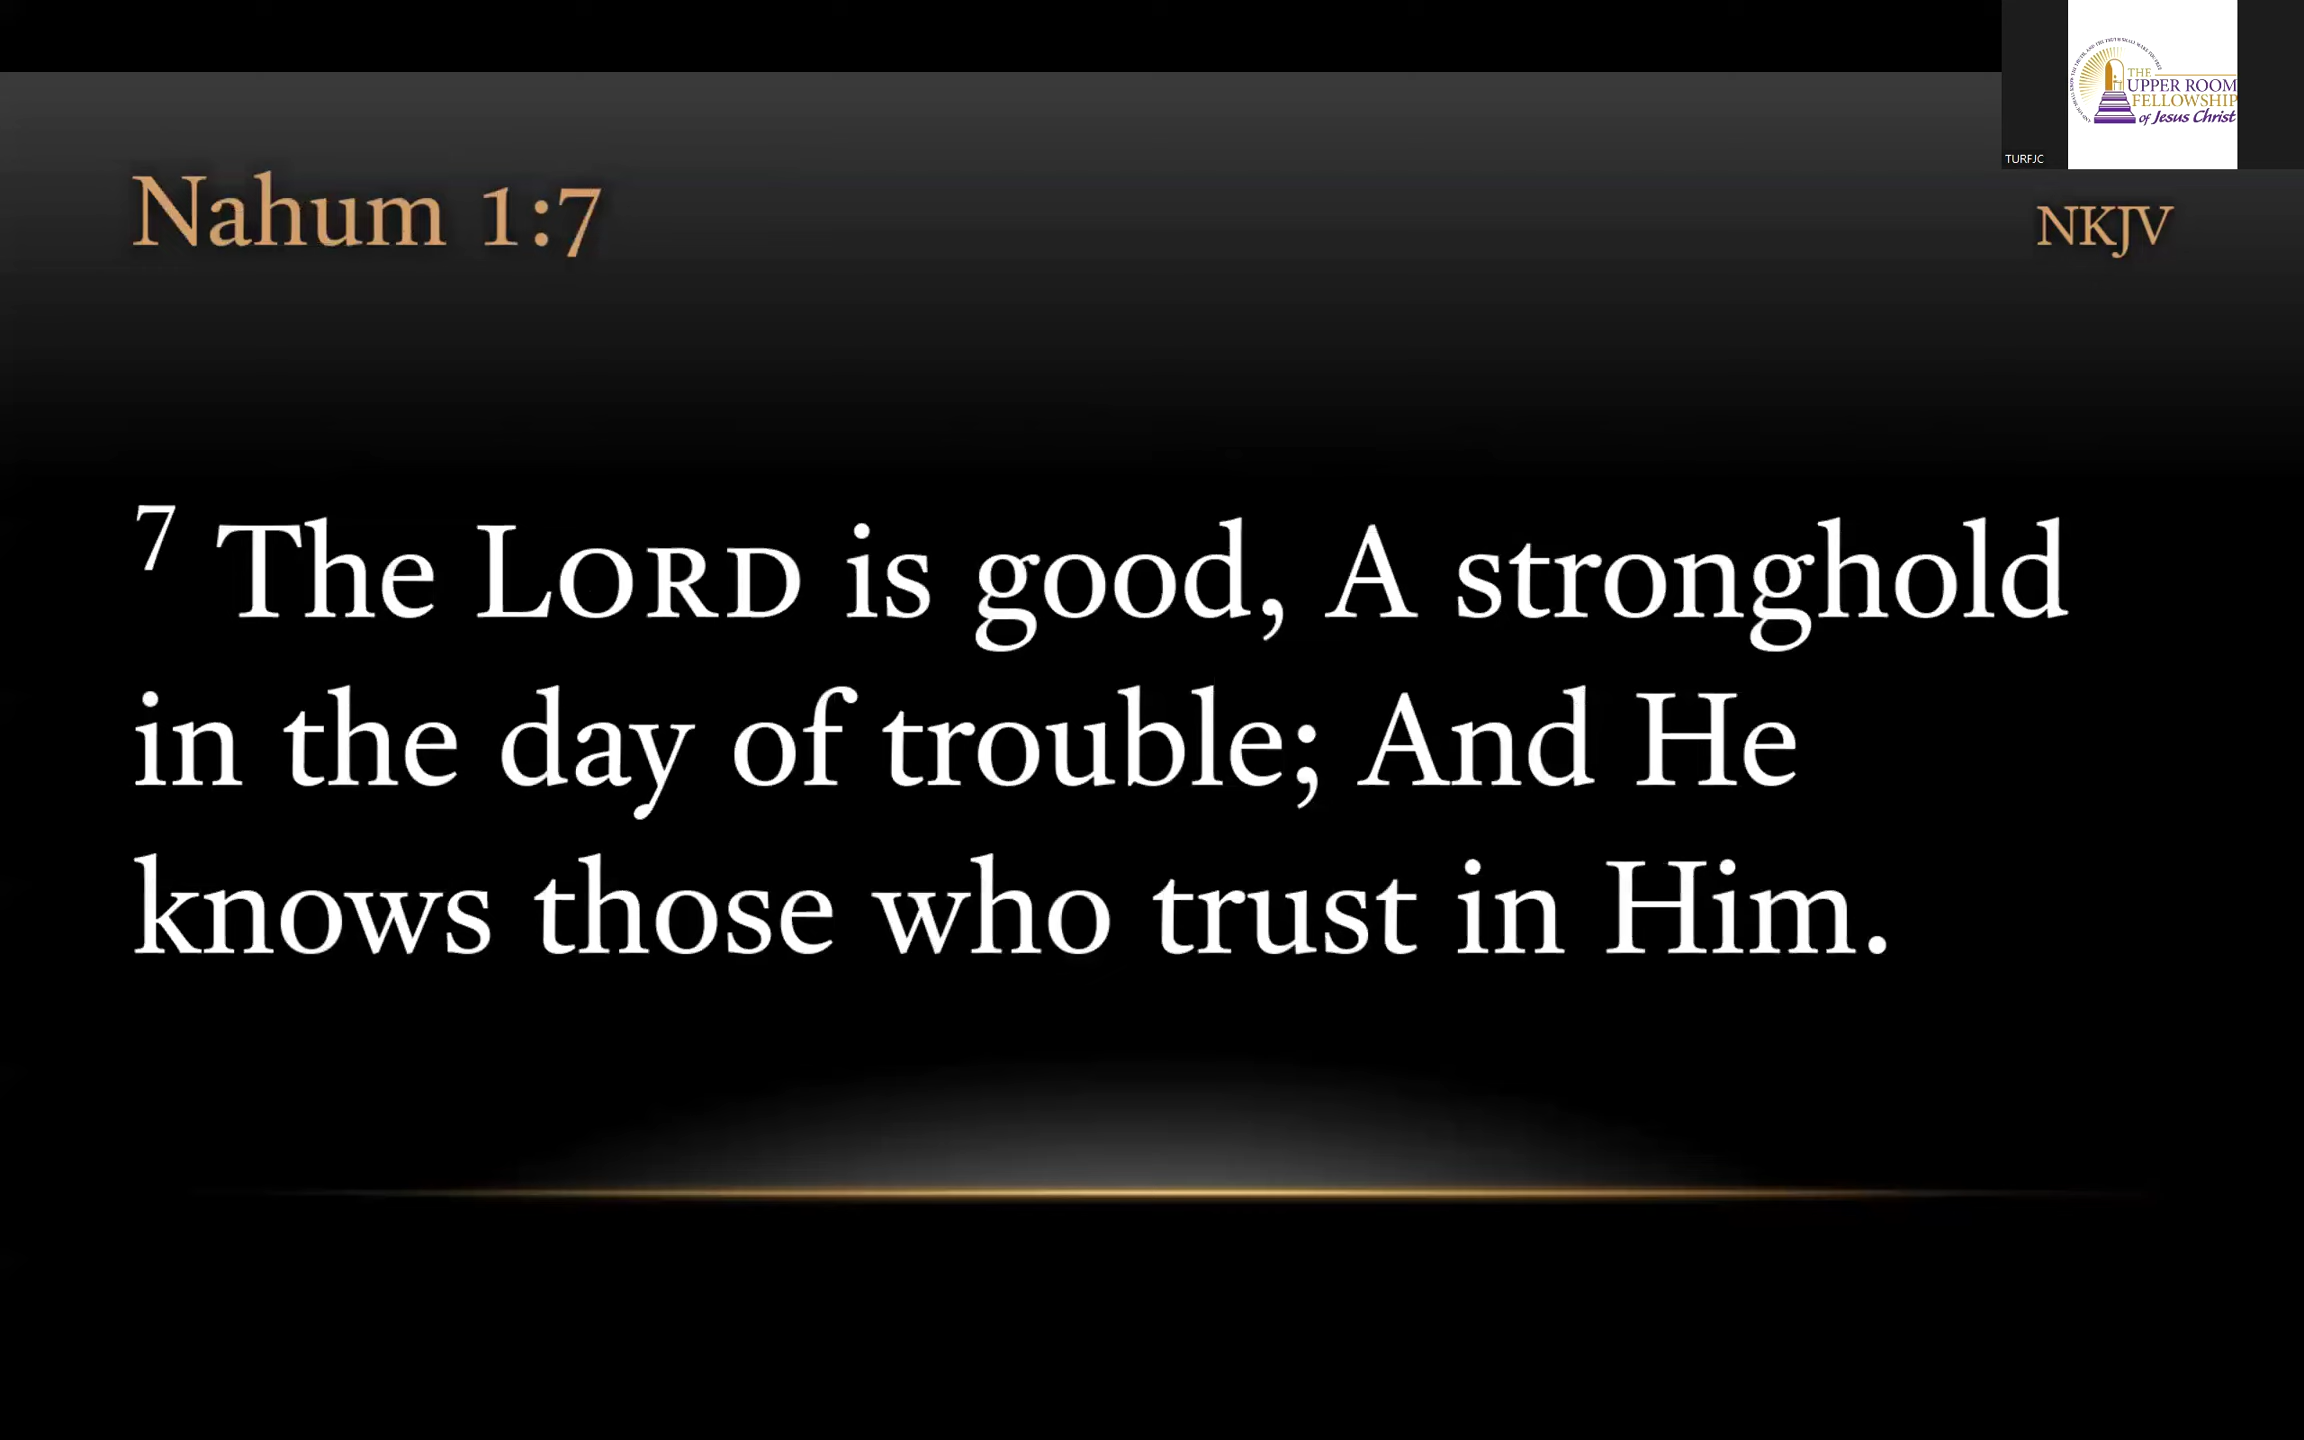 THE
UPPER ROOM
FELLOWSHIP
of Jesus Christ
TURFJC
Nahum 1:7
NKJV
7 The LORD is good, A stronghold
in the day of trouble; And He
knows those who trust in Him.